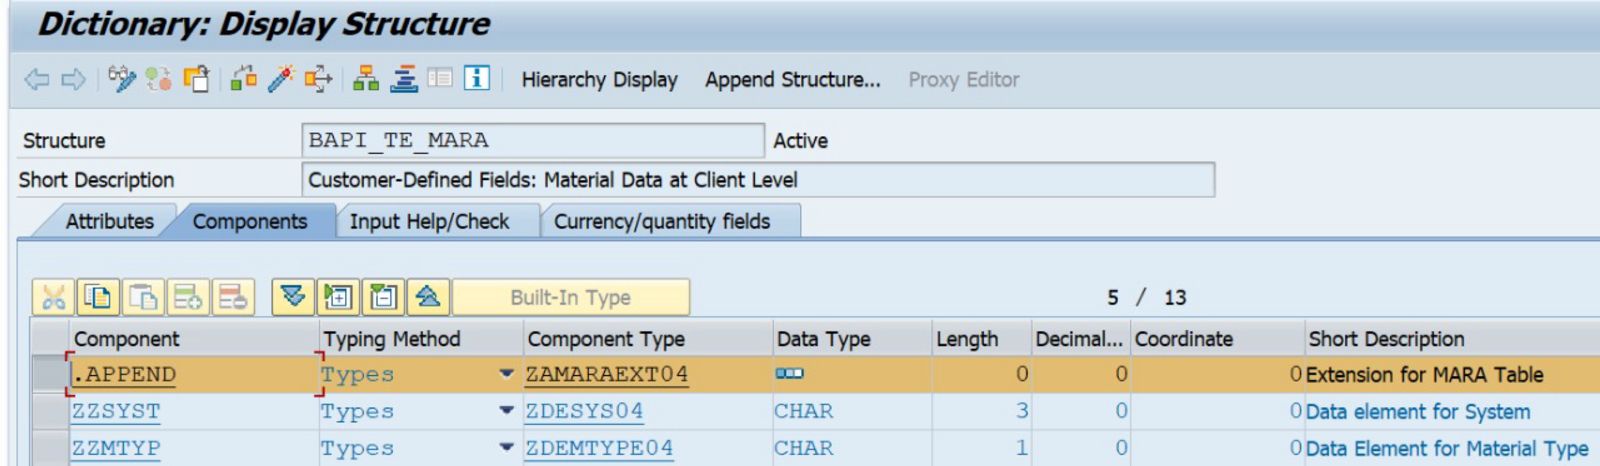 Dictionary: Display Structure
Hierarchy Display Append Structure... Proxy Editor
Structure BAPI_TE_MARA Active
Short Description Customer-Defined Fields: Material Data at Client Level
Attributes Components Input Help/Check Currency/quantity fields
Built-In Type 5 / 13
Component Typing Method Component Type Data Type Length Decimal... Coordinate Short Description
.APPEND Types ZAMARAEXT04 0 0 0 Extension for MARA Table
ZZSYST Types ZDESYS04 CHAR 3 0 0 Data element for System
ZZMTYP Types ZDEMTYPE04 CHAR 1 0 0 Data Element for Material Type